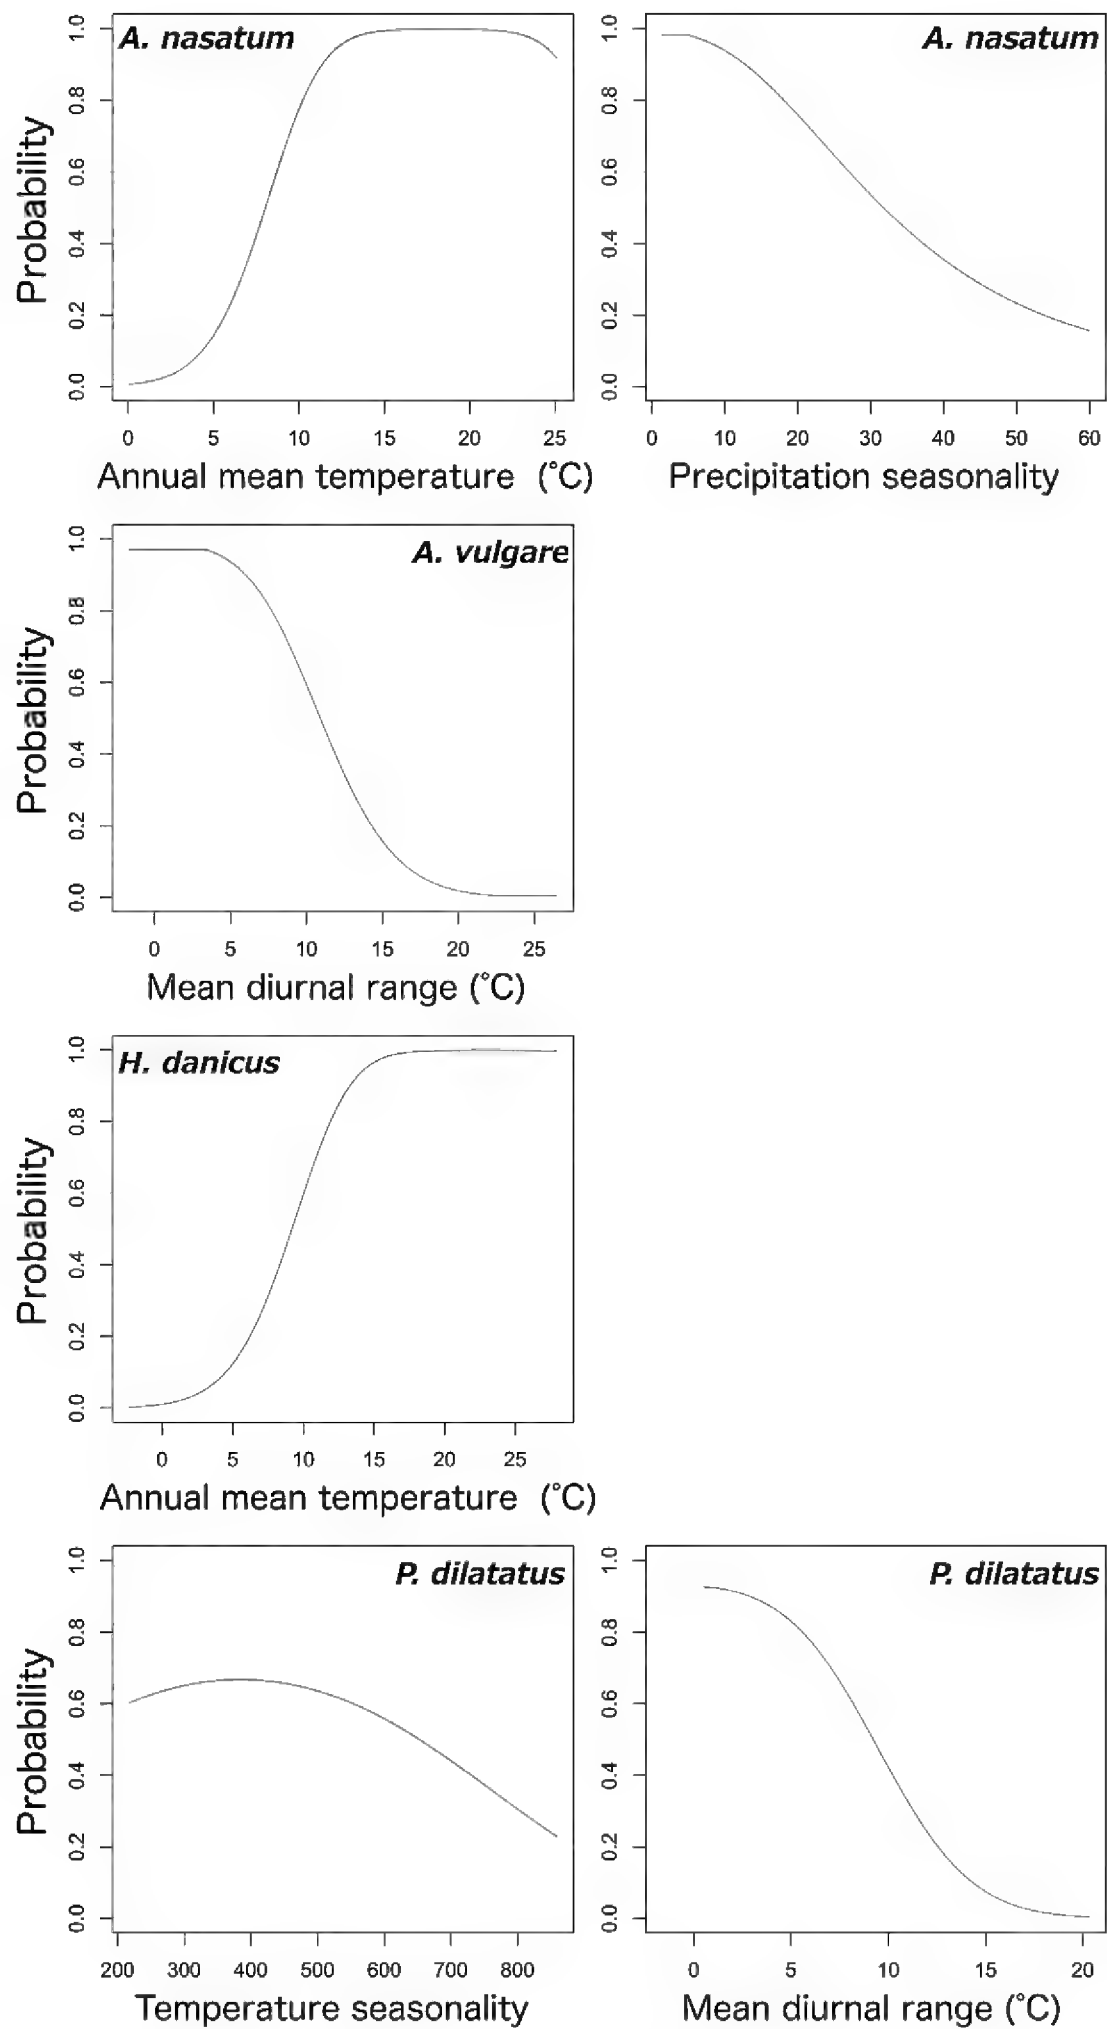 A. nasatum
Probability
1.0
0.8
0.6
0.4
0.2
0.0
0 5 10 15 20 25
Annual mean temperature (°C)
A. nasatum
1.0
0.8
0.6
0.4
0.2
0.0
0 10 20 30 40 50 60
Precipitation seasonality
A. vulgare
Probability
1.0
0.8
0.6
0.4
0.2
0.0
0 5 10 15 20 25
Mean diurnal range (°C)
H. danicus
Probability
1.0
0.8
0.6
0.4
0.2
0.0
0 5 10 15 20 25
Annual mean temperature (°C)
P. dilatatus
Probability
1.0
0.8
0.6
0.4
0.2
0.0
200 300 400 500 600 700 800
Temperature seasonality
P. dilatatus
1.0
0.8
0.6
0.4
0.2
0.0
0 5 10 15 20
Mean diurnal range (°C)